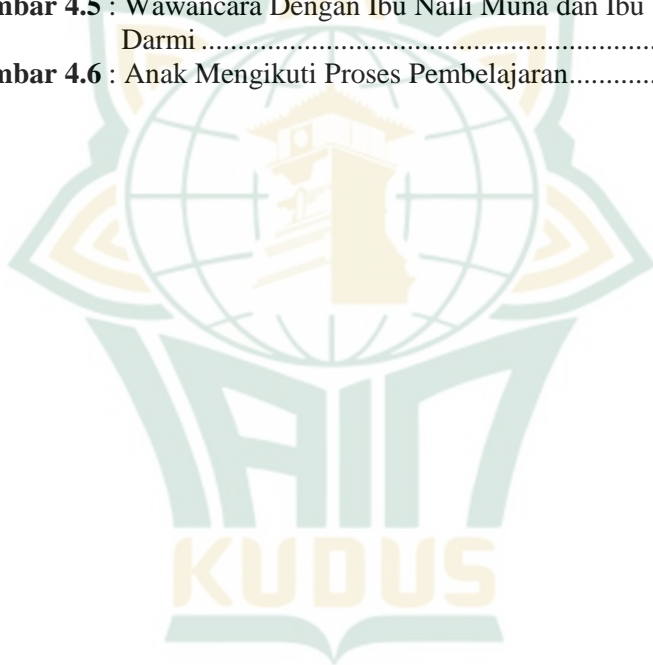 mbar 4.5 : Wawancara Dengan Ibu Naili Muna dan Ibu
Darmi .......................................................
mbar 4.6 : Anak Mengikuti Proses Pembelajaran............
IAIN
KUDUS